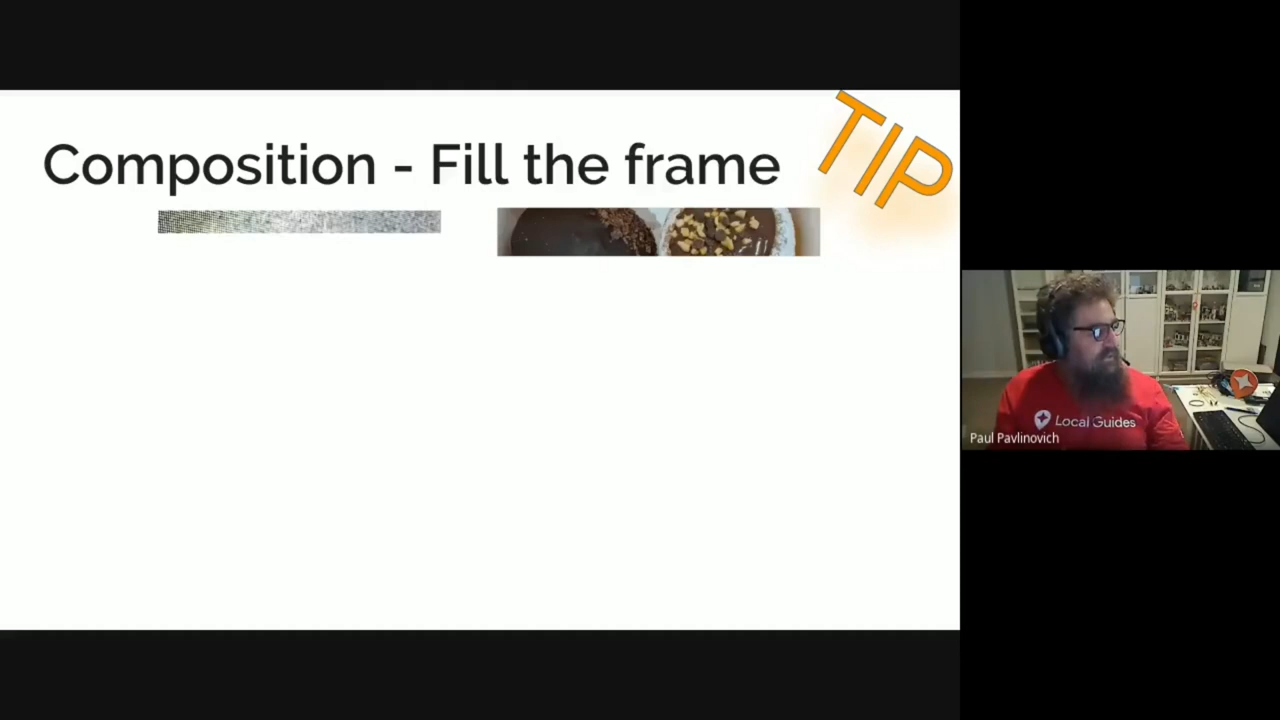 Composition - Fill the frame
TIP
Local Guides
Paul Pavlinovich